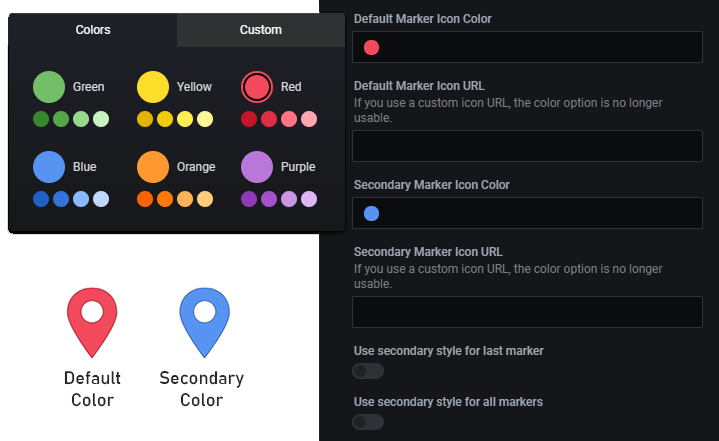 Colors
Custom
Green
Yellow
Red
Blue
Orange
Purple
Default
Color
Secondary
Color
Default Marker Icon Color
Default Marker Icon URL
If you use a custom icon URL, the color option is no longer
usable.
Secondary Marker Icon Color
Secondary Marker Icon URL
If you use a custom icon URL, the color option is no longer
usable.
Use secondary style for last marker
Use secondary style for all markers